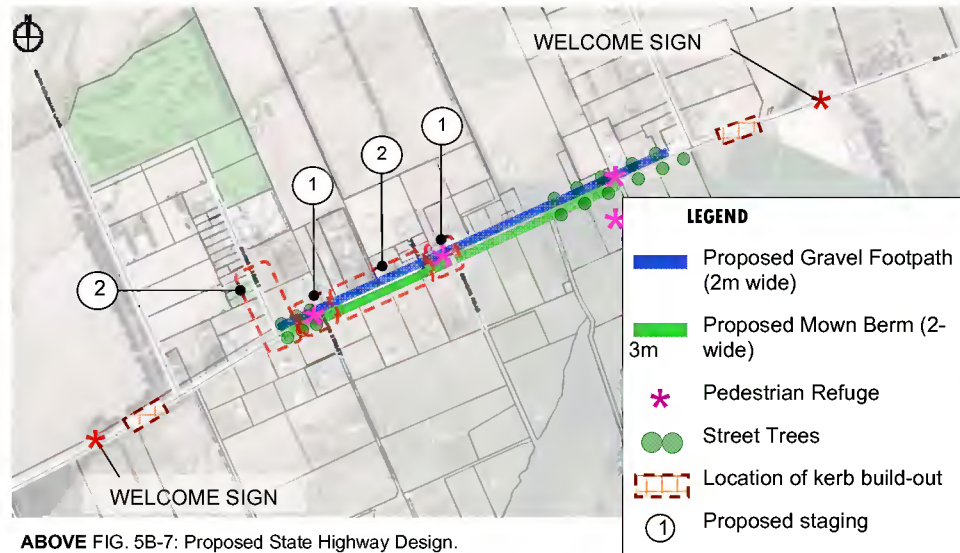 N
WELCOME SIGN
1
2
1
2
WELCOME SIGN
LEGEND
Proposed Gravel Footpath
(2m wide)
Proposed Mown Berm (2-
3m wide)
Pedestrian Refuge
Street Trees
Location of kerb build-out
1 Proposed staging
ABOVE FIG. 5B-7: Proposed State Highway Design.